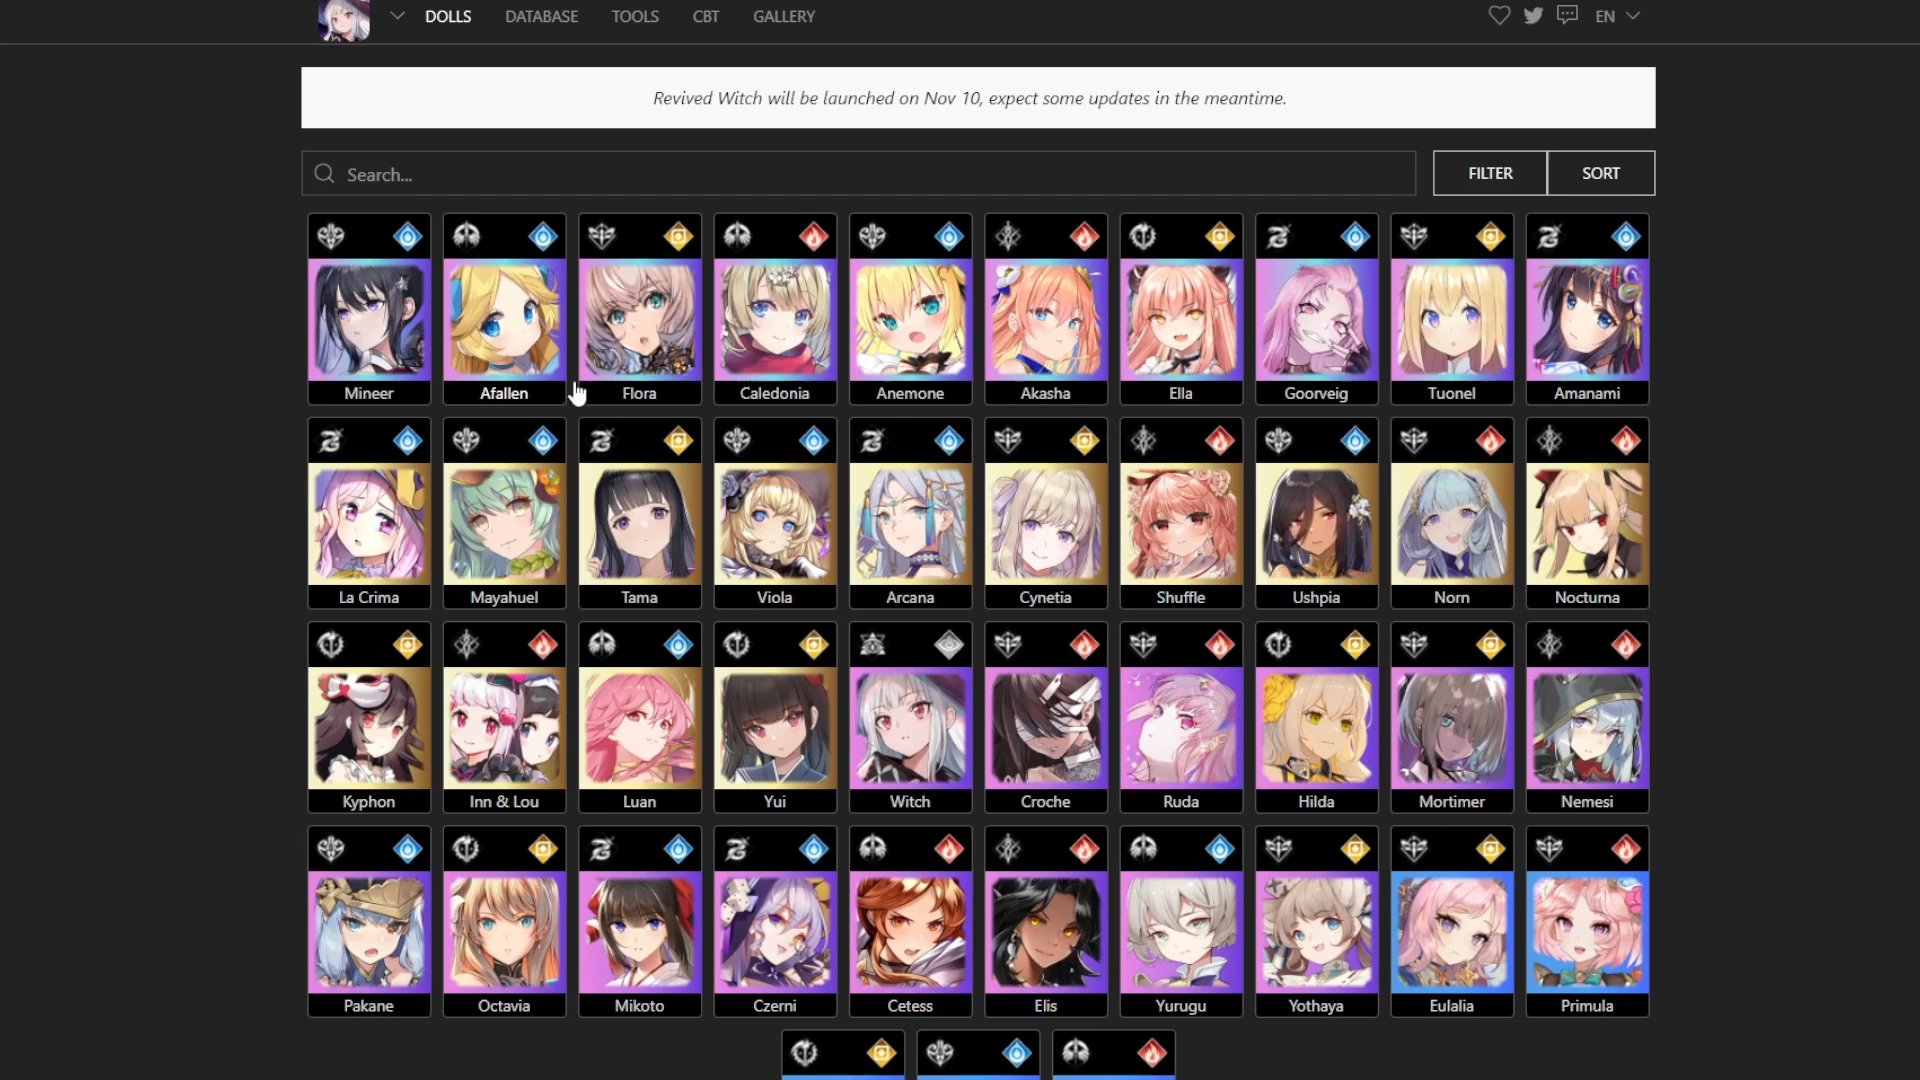 DOLLS DATABASE TOOLS CBT GALLERY EN
Revived Witch will be launched on Nov 10, expect some updates in the meantime.
Search... FILTER SORT
Mineer Afallen Flora Caledonia Anemone Akasha Ella Goorveig Tuonel Amanami
La Crima Mayahuel Tama Viola Arcana Cynetia Shuffle Ushpia Norn Nocturna
Kyphon Inn & Lou Luan Yui Witch Croche Ruda Hilda Mortimer Nemesi
Pakane Octavia Mikoto Czerni Cetess Elis Yurugu Yothaya Eulalia Primula